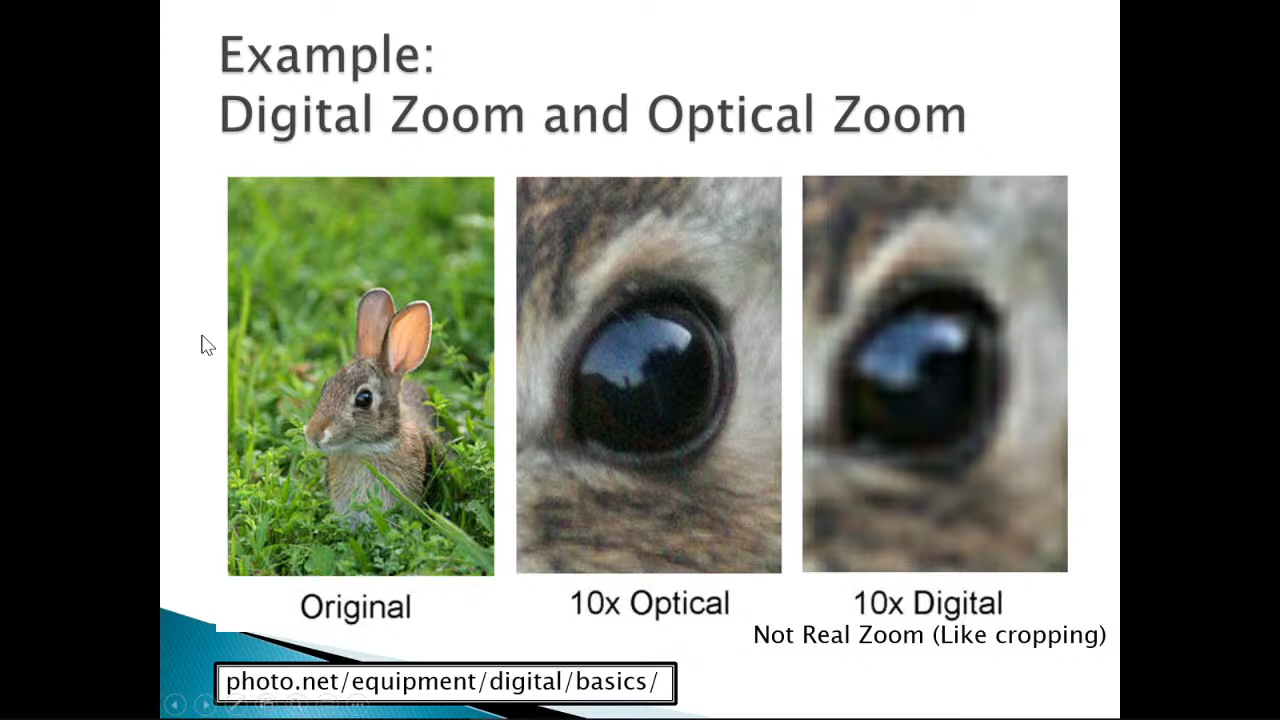 Example:
Digital Zoom and Optical Zoom
Original
10x Optical
10x Digital
Not Real Zoom (Like cropping)
photo.net/equipment/digital/basics/